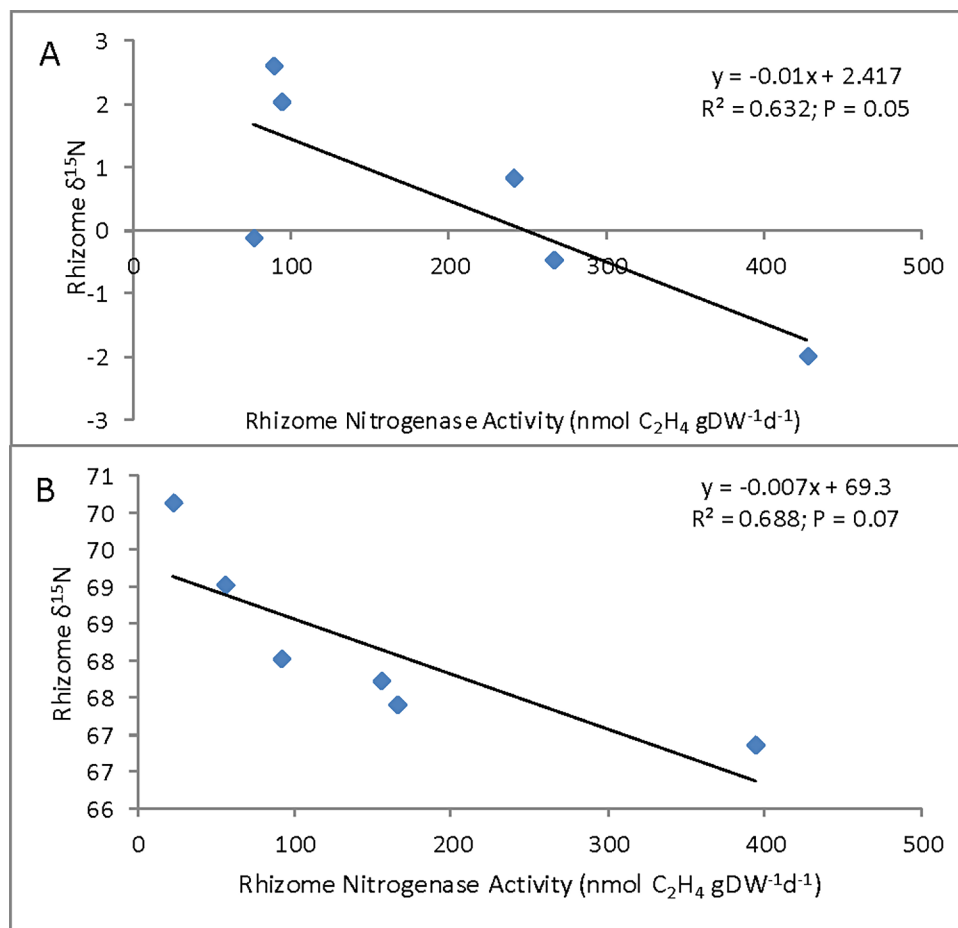 A
y = -0.01x + 2.417
R² = 0.632; P = 0.05
Rhizome δ¹⁵N
3
2
1
0
-1
-2
-3
0 100 200 300 400 500
Rhizome Nitrogenase Activity (nmol C₂H₄ gDW⁻¹d⁻¹)
B
y = -0.007x + 69.3
R² = 0.688; P = 0.07
Rhizome δ¹⁵N
71
70
70
69
69
68
68
67
67
66
0 100 200 300 400 500
Rhizome Nitrogenase Activity (nmol C₂H₄ gDW⁻¹d⁻¹)